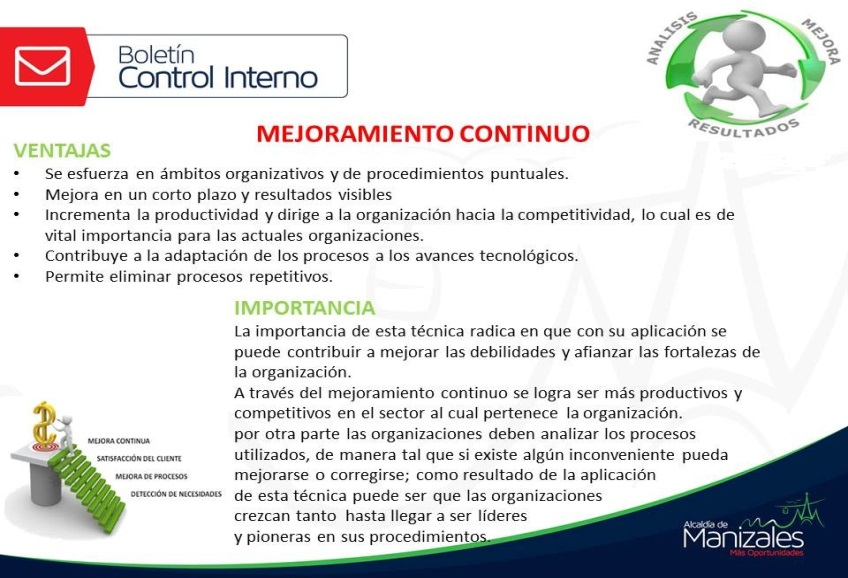 Boletín
Control Interno
ANALISIS
MEJORA
RESULTADOS
MEJORAMIENTO CONTINUO
VENTAJAS
• Se esfuerza en ámbitos organizativos y de procedimientos puntuales.
• Mejora en un corto plazo y resultados visibles
• Incrementa la productividad y dirige a la organización hacia la competitividad, lo cual es de
vital importancia para las actuales organizaciones.
• Contribuye a la adaptación de los procesos a los avances tecnológicos.
• Permite eliminar procesos repetitivos.
IMPORTANCIA
La importancia de esta técnica radica en que con su aplicación se
puede contribuir a mejorar las debilidades y afianzar las fortalezas de
la organización.
A través del mejoramiento continuo se logra ser más productivos y
competitivos en el sector al cual pertenece la organización.
por otra parte las organizaciones deben analizar los procesos
utilizados, de manera tal que si existe algún inconveniente pueda
mejorarse o corregirse; como resultado de la aplicación
de esta técnica puede ser que las organizaciones
crezcan tanto hasta llegar a ser líderes
y pioneras en sus procedimientos.
MEJORA CONTINUA
SATISFACCIÓN DEL CLIENTE
MEJORA DE PROCESOS
DETECCIÓN DE NECESIDADES
Alcaldía de
Manizales
Más Oportunidades